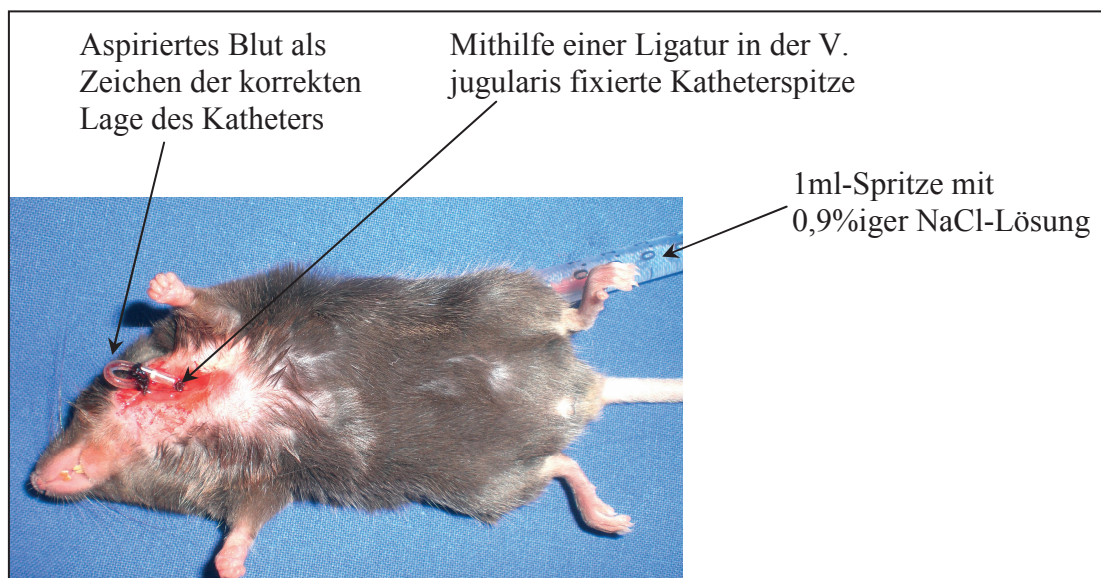 Aspiriertes Blut als
Zeichen der korrekten
Lage des Katheters
Mithilfe einer Ligatur in der V.
jugularis fixierte Katheterspitze
1ml-Spritze mit
0,9%iger NaCl-Lösung